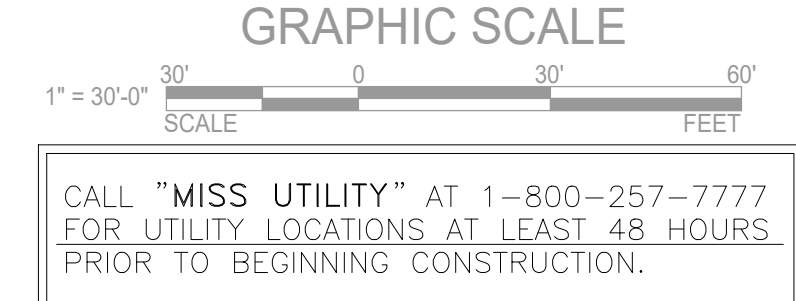 GRAPHIC SCALE
30' 0 30' 60'
1" = 30'-0"
SCALE FEET
CALL "MISS UTILITY" AT 1-800-257-7777
FOR UTILITY LOCATIONS AT LEAST 48 HOURS
PRIOR TO BEGINNING CONSTRUCTION.